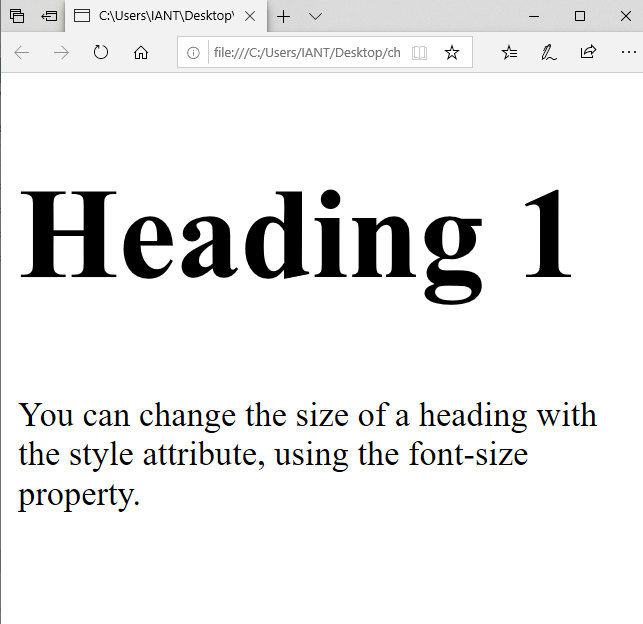 C:\Users\IANT\Desktop\
file:///C:/Users/IANT/Desktop/ch
Heading 1
You can change the size of a heading with
the style attribute, using the font-size
property.